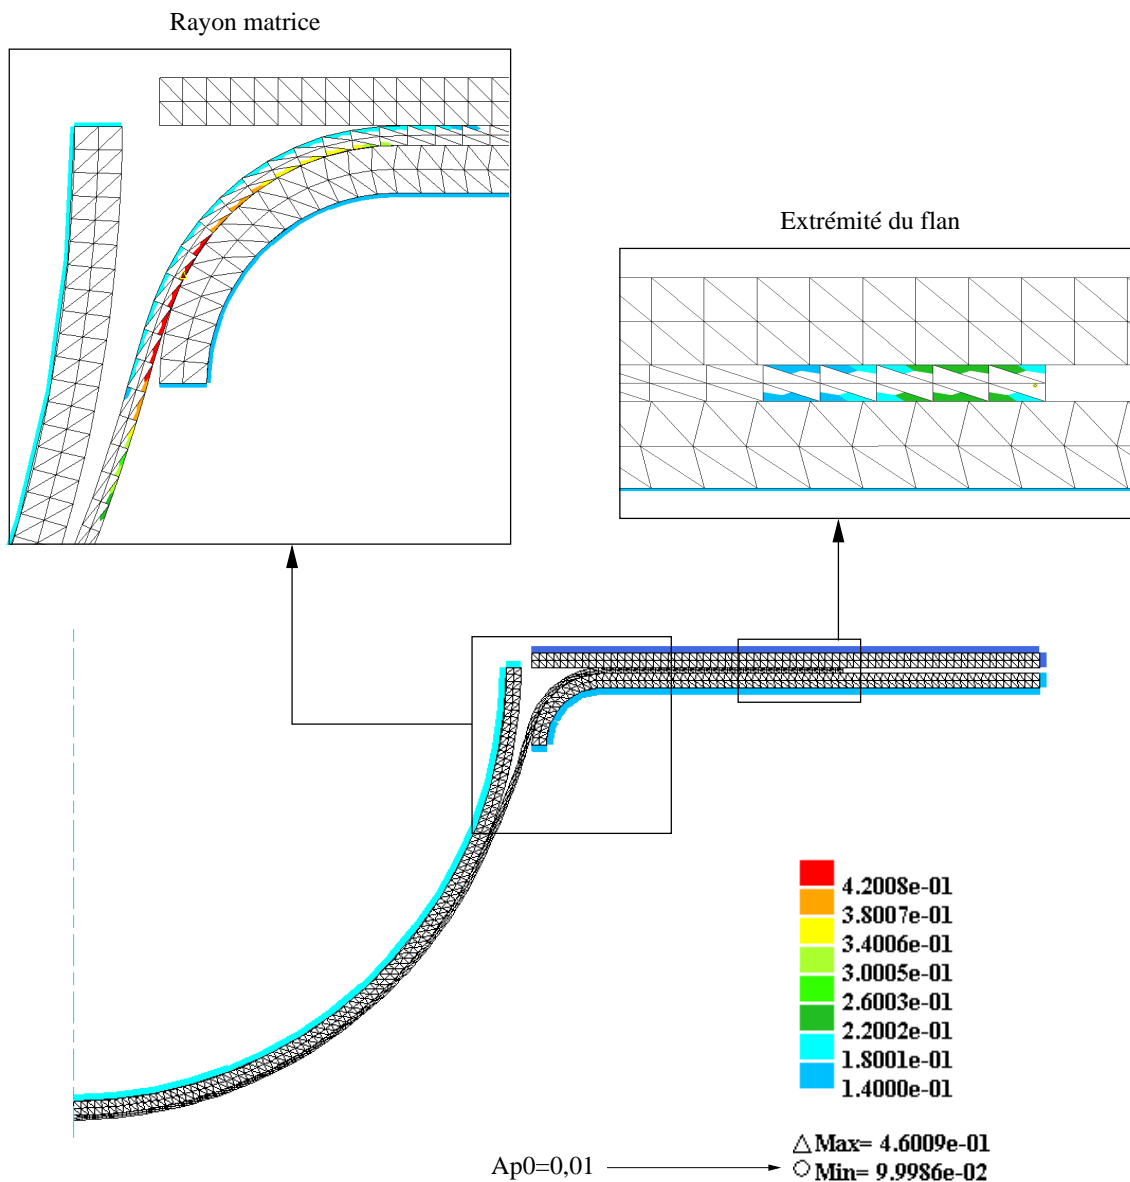 Rayon matrice
Extrémité du flan
4.2008e-01
3.8007e-01
3.4006e-01
3.0005e-01
2.6003e-01
2.2002e-01
1.8001e-01
1.4000e-01
Max= 4.6009e-01
Ap0=0,01
Min= 9.9986e-02